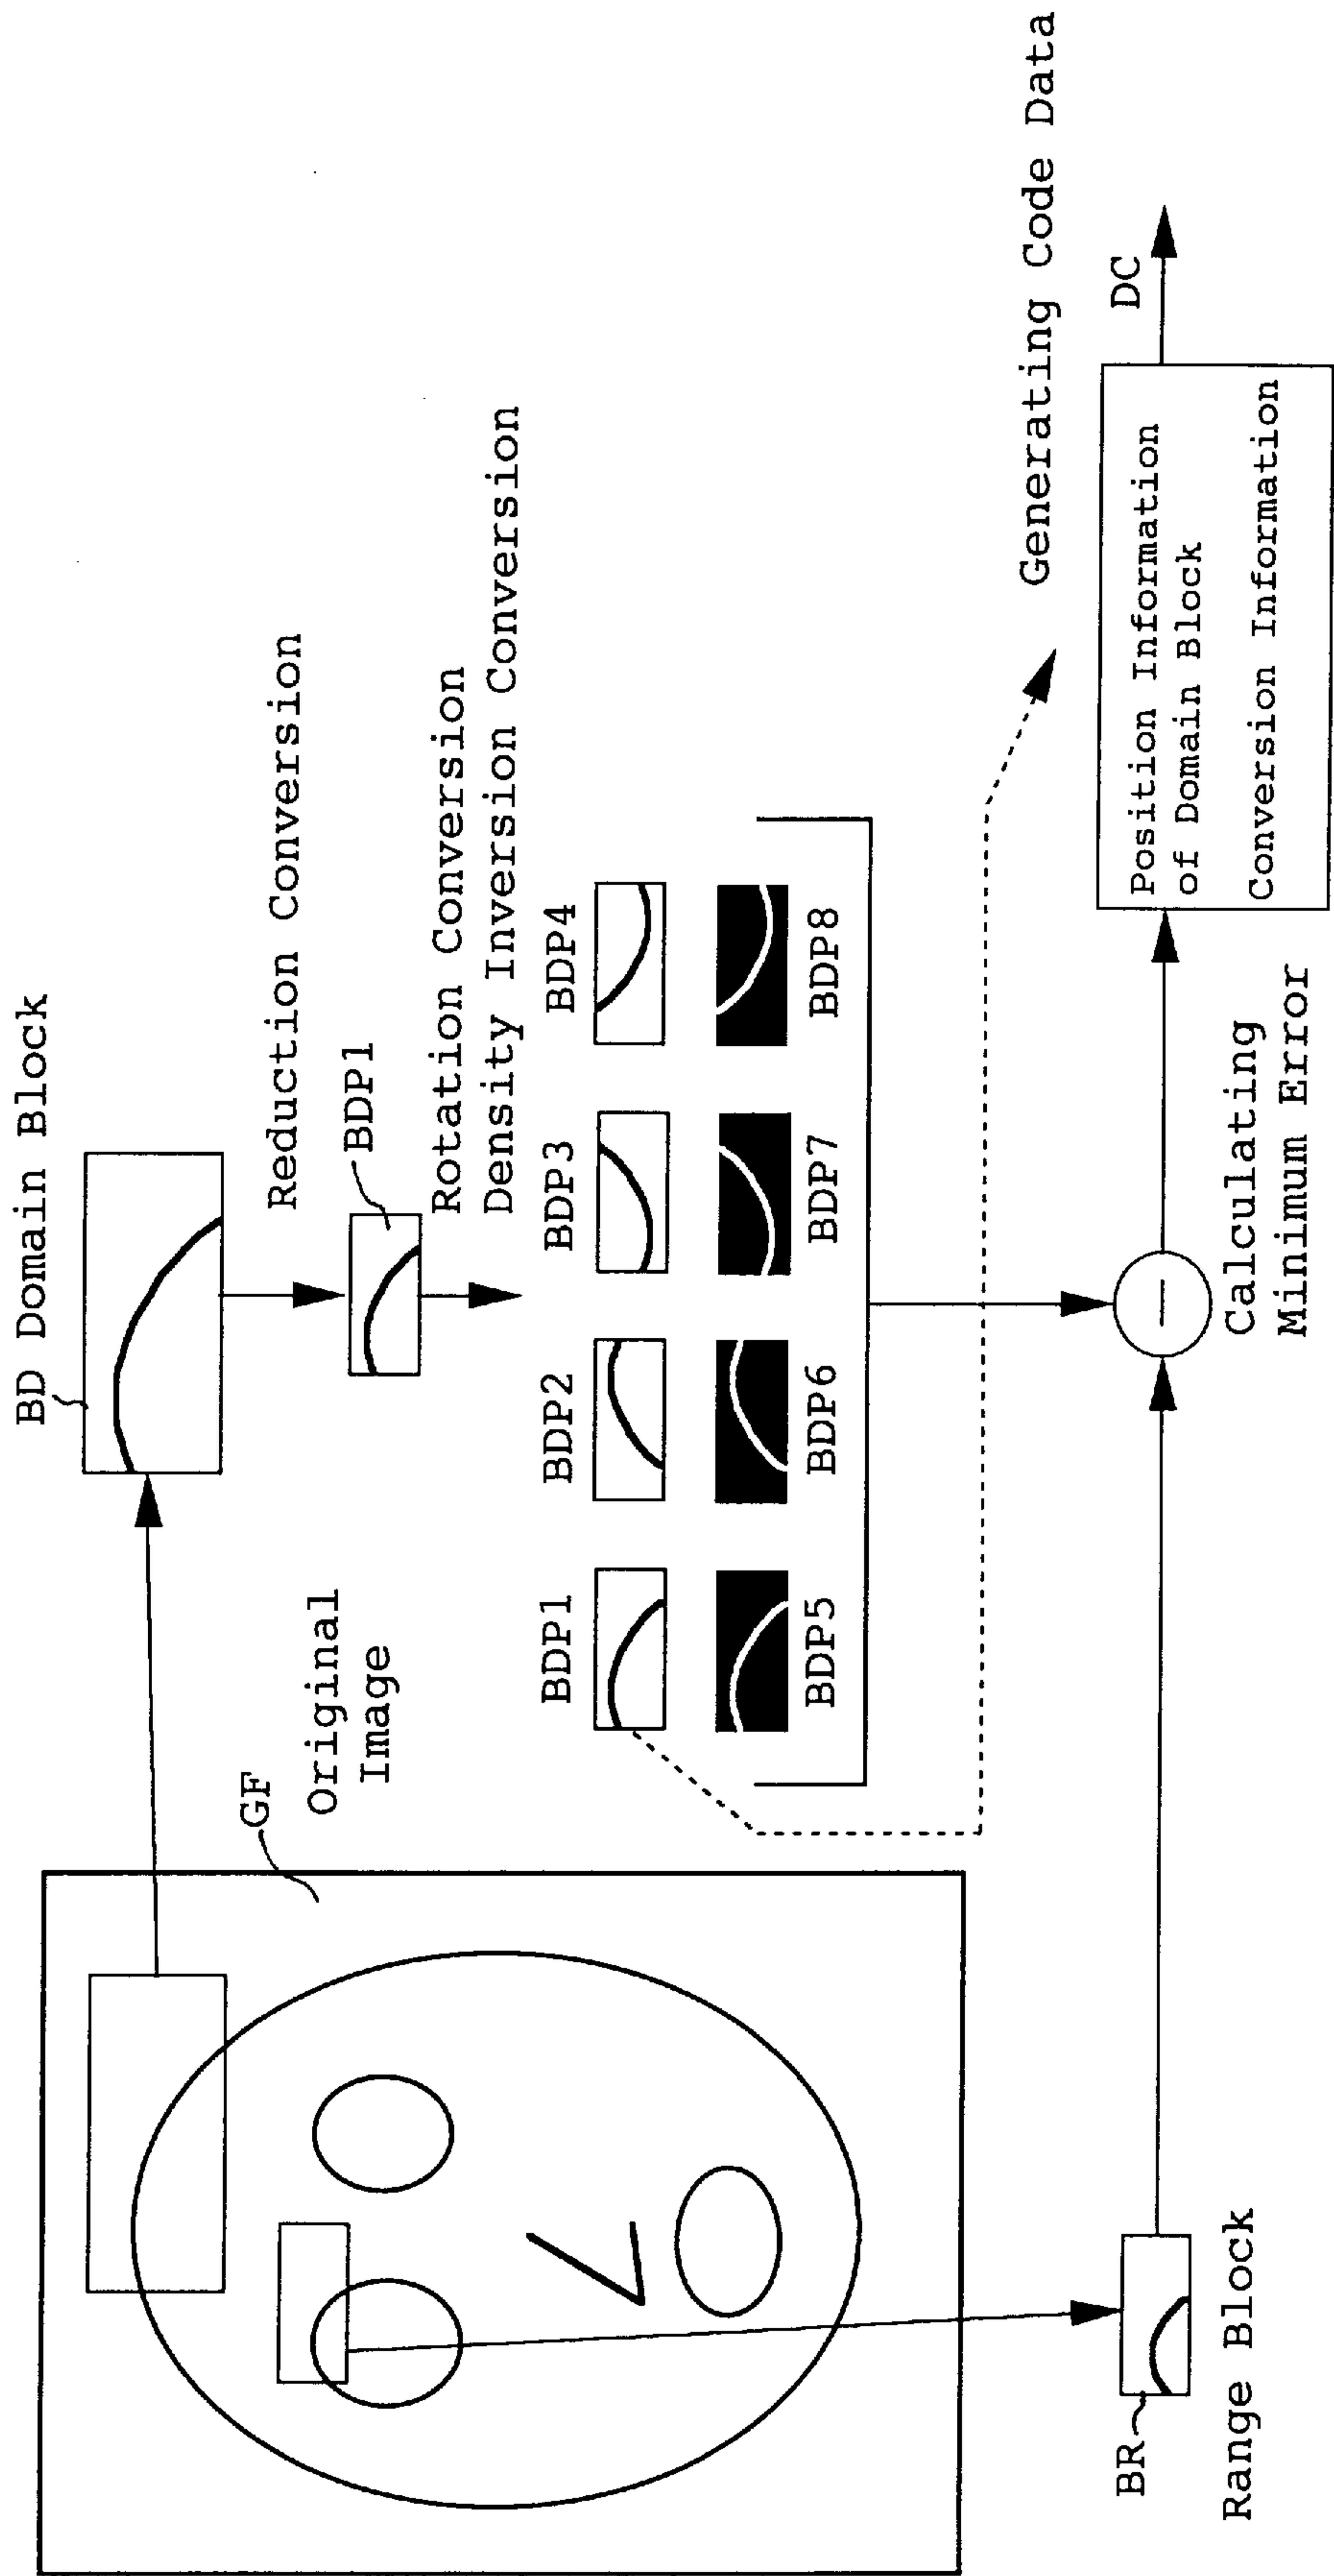 BD Domain Block
Reduction Conversion
GF
Original
Image
BDP1
Rotation Conversion
Density Inversion Conversion
BDP1
BDP2
BDP3
BDP4
BDP5
BDP6
BDP7
BDP8
Generating Code Data
BR
Range Block
Calculating
Minimum Error
Position Information
of Domain Block
Conversion Information
DC